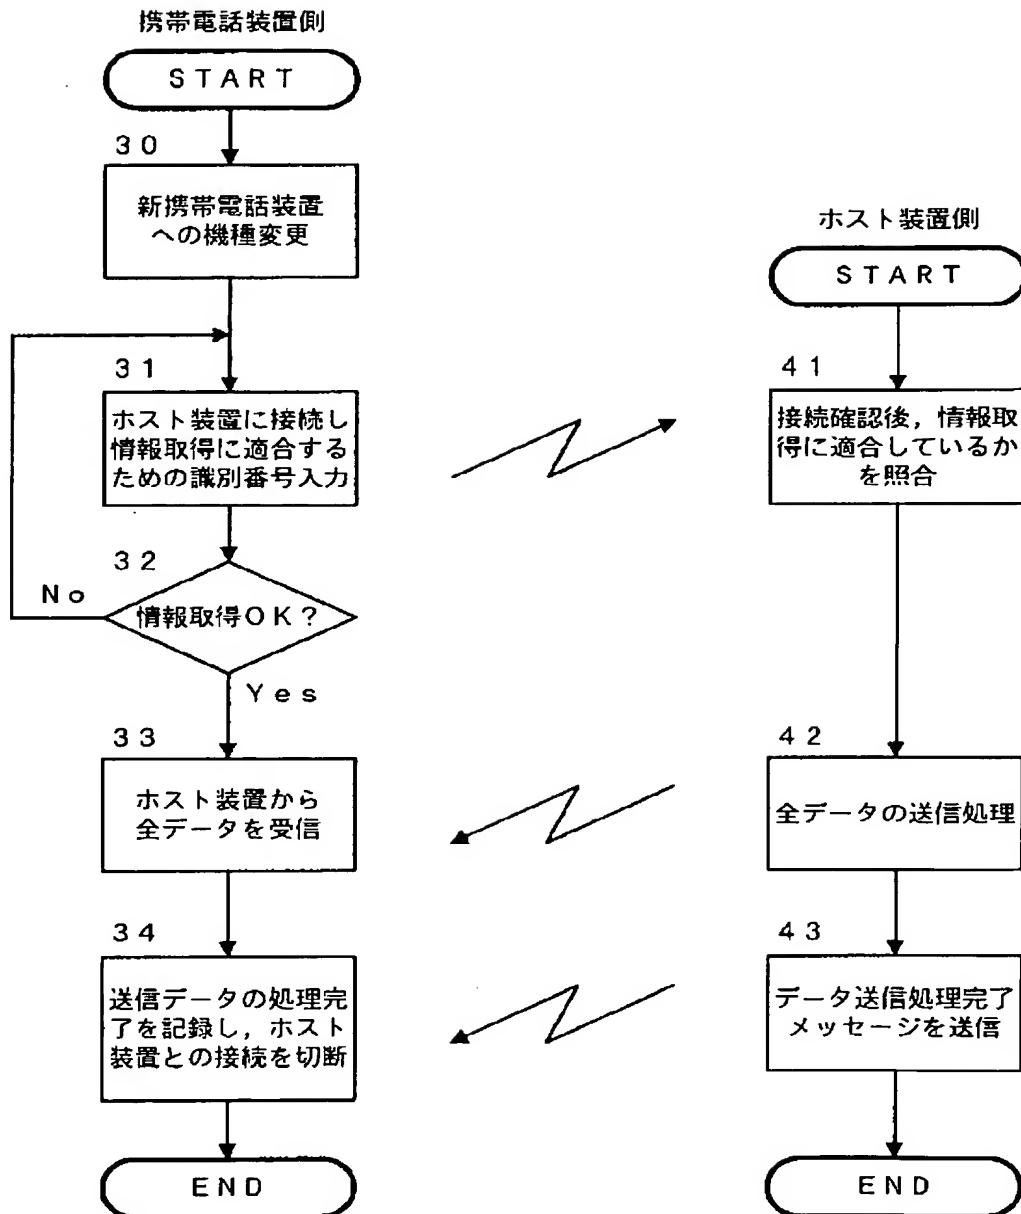 携帯電話装置側
START
30
新携帯電話装置
への機種変更
31
ホスト装置に接続し
情報取得に適合する
ための識別番号入力
32
No
情報取得OK?
Yes
33
ホスト装置から
全データを受信
34
送信データの処理完
了を記録し,ホスト
装置との接続を切断
END
ホスト装置側
START
41
接続確認後,情報取
得に適合しているか
を照合
42
全データの送信処理
43
データ送信処理完了
メッセージを送信
END